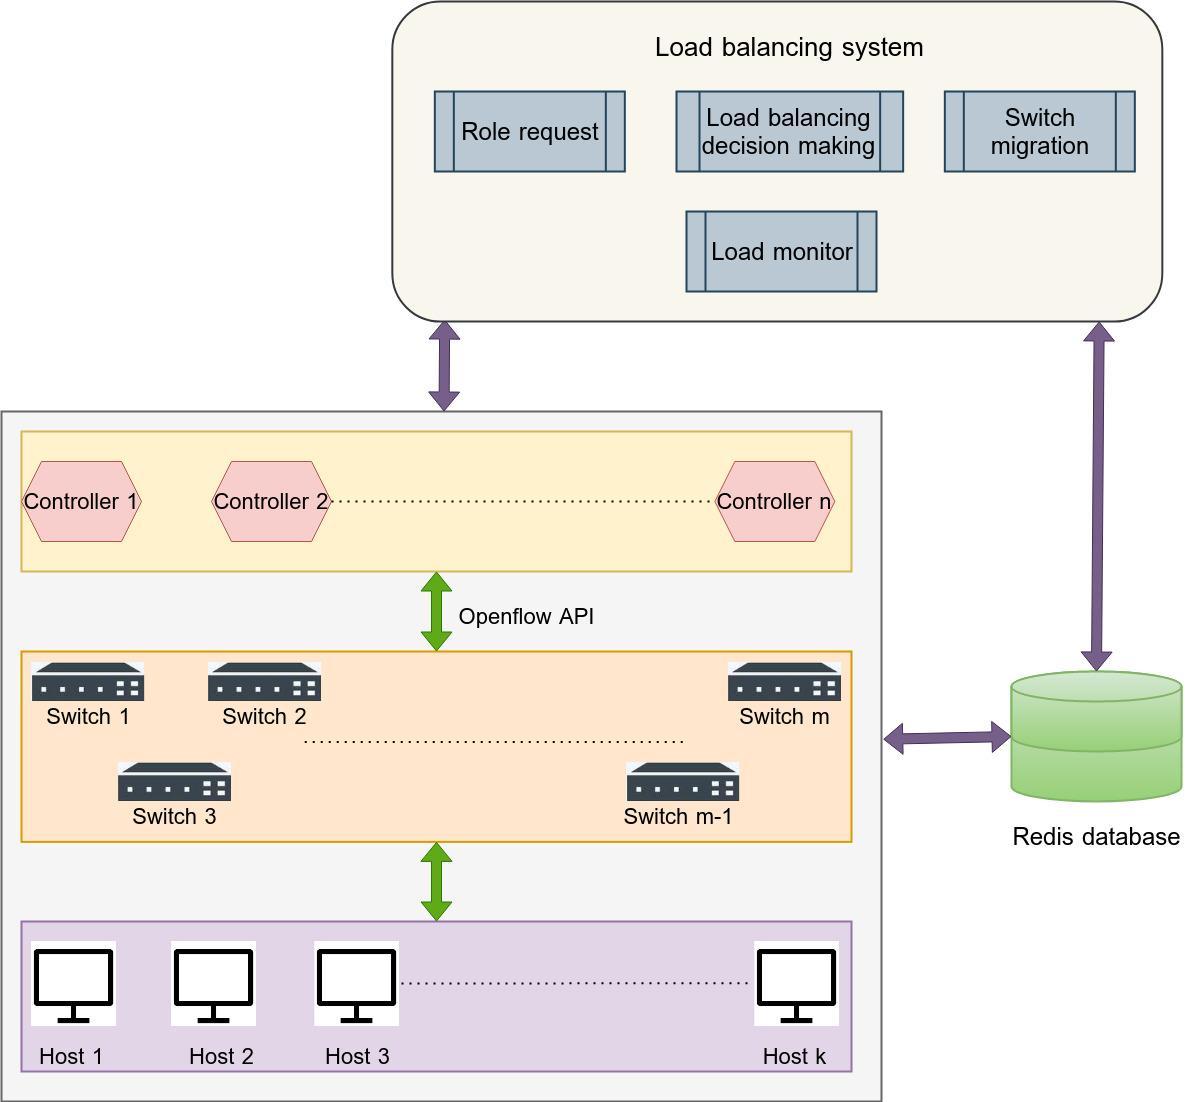 Load balancing system
Role request
Load balancing
decision making
Switch
migration
Load monitor
Controller 1
Controller 2
Controller n
Openflow API
Switch 1
Switch 2
Switch m
Switch 3
Switch m-1
Redis database
Host 1
Host 2
Host 3
Host k